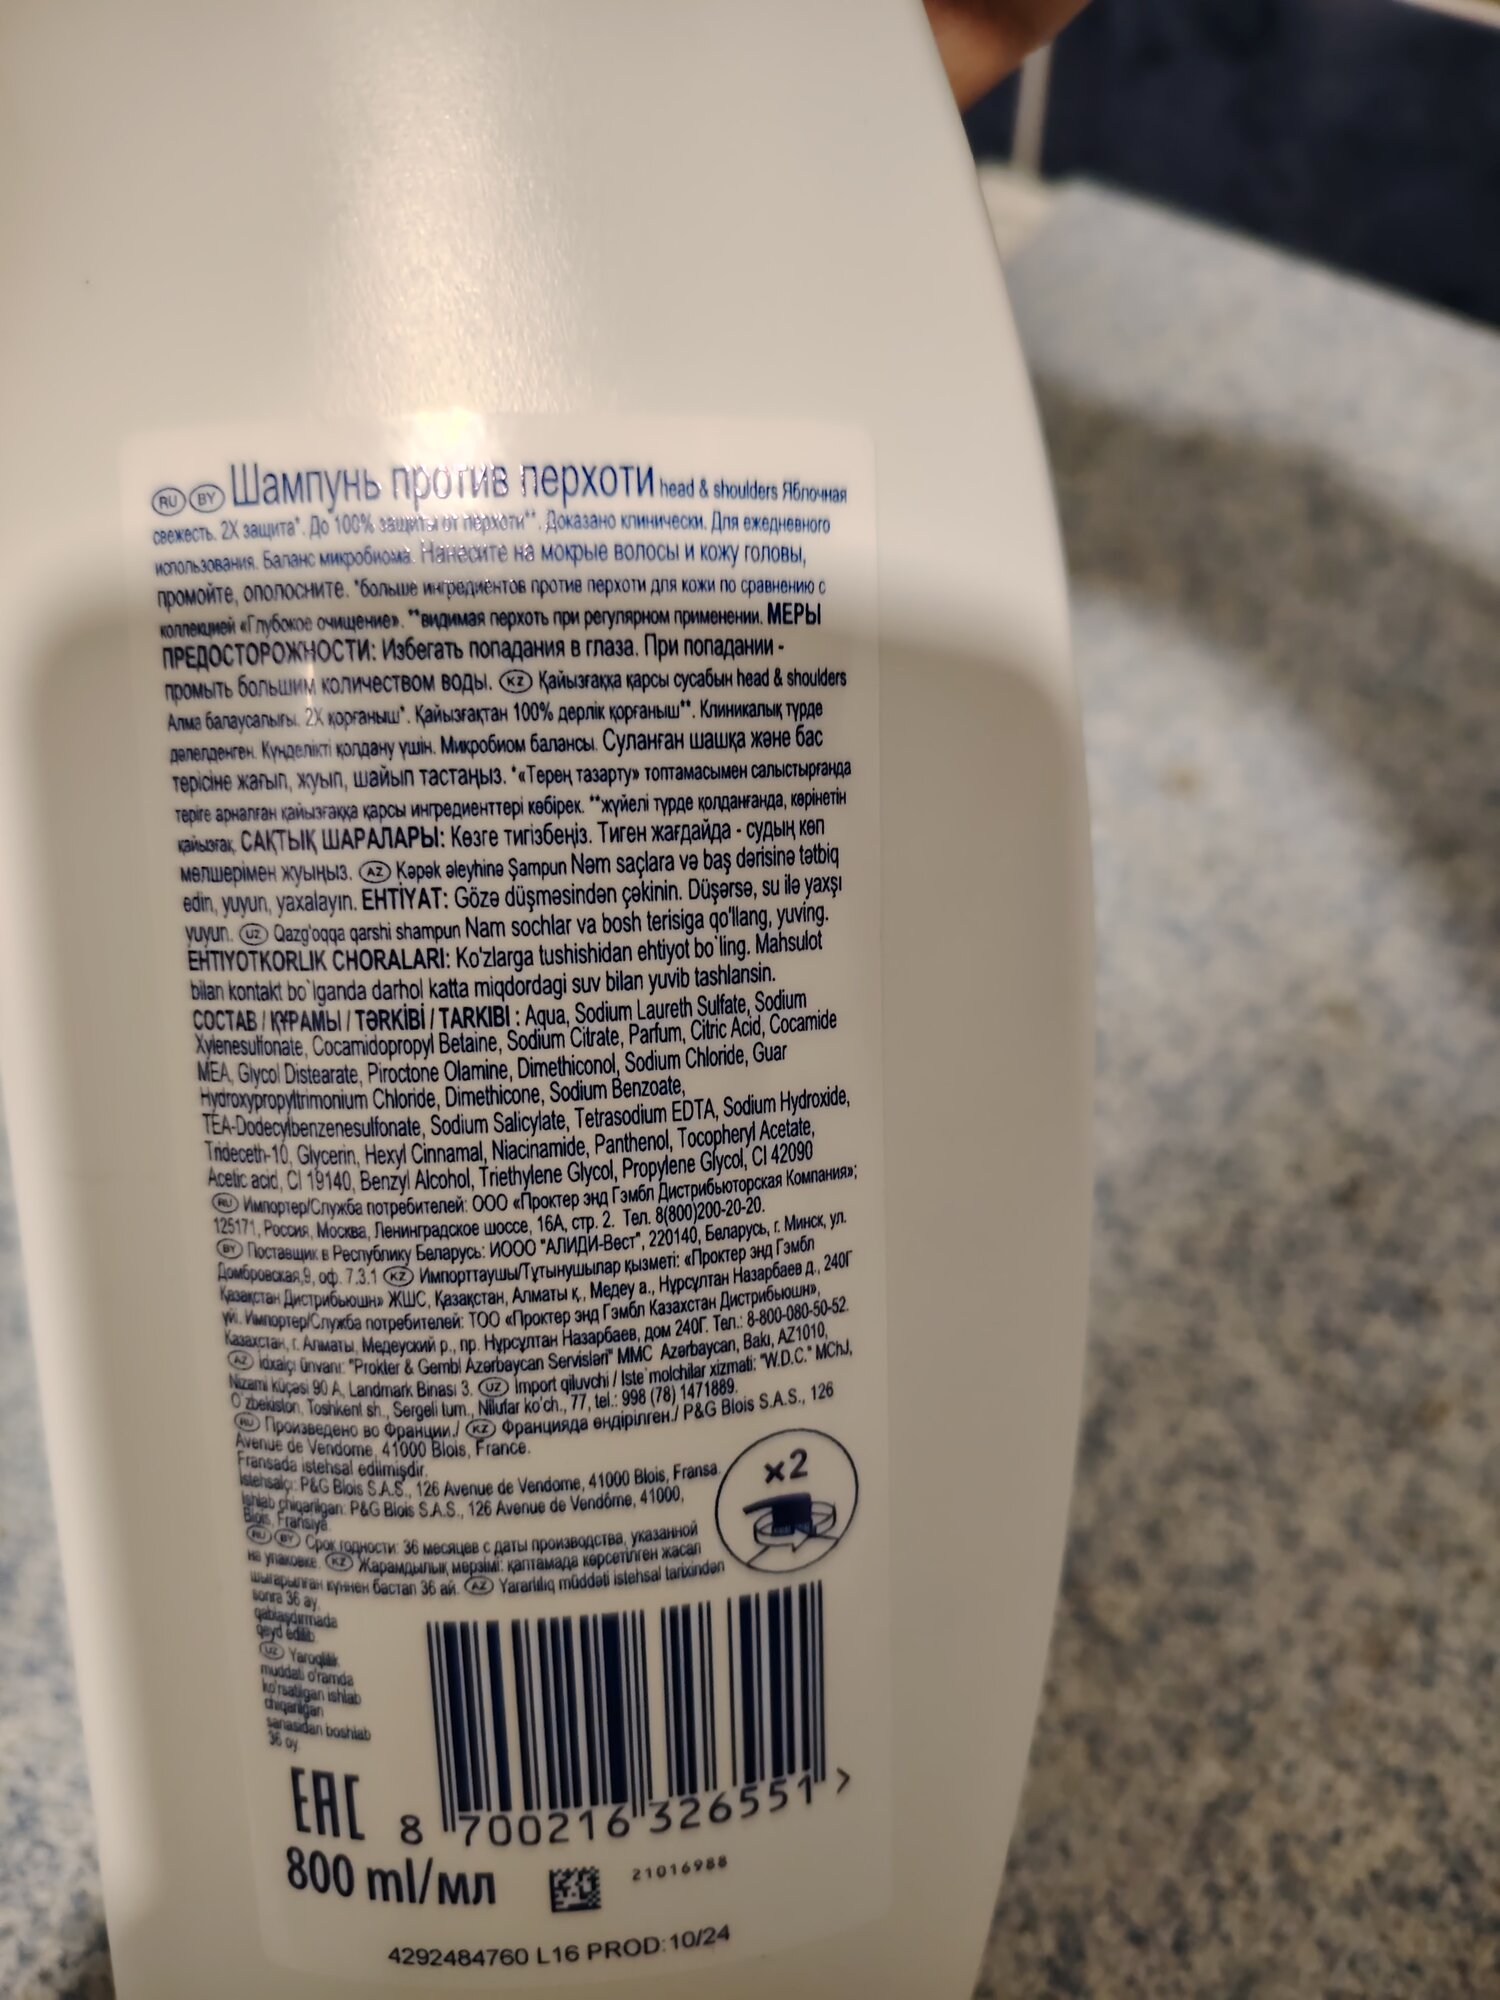 RU BY Шампунь против перхоти head & shoulders Яблочная
свежесть. 2X защита*. До 100% защиты от перхоти**. Доказано клинически. Для ежедневного
использования. Баланс микробиома. Нанесите на мокрые волосы и кожу головы,
промойте, ополосните. *больше ингредиентов против перхоти для кожи по сравнению с
коллекцией «Глубокое очищение». **видимая перхоть при регулярном применении. МЕРЫ
ПРЕДОСТОРОЖНОСТИ: Избегать попадания в глаза. При попадании -
промыть большим количеством воды. KZ Қайызғаққа қарсы сусабын head & shoulders
Алма балаусалығы. 2X қорғаныш*. Қайызғақтан 100% дерлік қорғаныш**. Клиникалық түрде
дәлелденген. Күнделікті қолдану үшін. Микробиом балансы. Суланған шашқа және бас
терісіне жағып, жуып, шайып тастаңыз. *«Терең тазарту» топтамасымен салыстырғанда
теріге арналған қайызғаққа қарсы ингредиенттері көбірек. **жүйелі түрде қолданғанда, көрінетін
қайызғақ. САҚТЫҚ ШАРАЛАРЫ: Көзге тигізбеңіз. Тиген жағдайда - судың көп
мөлшерімен жуыңыз. AZ Kəpək əleyhinə Şampun Nəm saçlara və baş dərisinə tətbiq
edin, yuyun, yaxalayın. EHTİYAT: Gözə düşməsindən çəkinin. Düşərsə, su ilə yaxşı
yuyun. UZ Qazg'oqqa qarshi shampun Nam sochlar va bosh terisiga qo'llang, yuving.
EHTIYOTKORLIK CHORALARI: Ko'zlarga tushishidan ehtiyot bo`ling. Mahsulot
bilan kontakt bo`lganda darhol katta miqdordagi suv bilan yuvib tashlansin.
СОСТАВ / ҚҰРАМЫ / TƏRKİBİ / TARKIBI : Aqua, Sodium Laureth Sulfate, Sodium
Xylenesulfonate, Cocamidopropyl Betaine, Sodium Citrate, Parfum, Citric Acid, Cocamide
MEA, Glycol Distearate, Piroctone Olamine, Dimethiconol, Sodium Chloride, Guar
Hydroxypropyltrimonium Chloride, Dimethicone, Sodium Benzoate,
TEA-Dodecylbenzenesulfonate, Sodium Salicylate, Tetrasodium EDTA, Sodium Hydroxide,
Trideceth-10, Glycerin, Hexyl Cinnamal, Niacinamide, Panthenol, Tocopheryl Acetate,
Acetic acid, CI 19140, Benzyl Alcohol, Triethylene Glycol, Propylene Glycol, CI 42090
RU Импортер/Служба потребителей: ООО «Проктер энд Гэмбл Дистрибьюторская Компания»;
125171, Россия, Москва, Ленинградское шоссе, 16А, стр. 2. Тел. 8(800)200-20-20.
BY Поставщик в Республику Беларусь: ИООО "АЛИДИ-Вест", 220140, Беларусь, г. Минск, ул.
Домбровская,9, оф. 7.3.1 KZ Импорттаушы/Тұтынушылар қызметі: «Проктер энд Гэмбл
Қазақстан Дистрибьюшн» ЖШС, Қазақстан, Алматы қ., Медеу а., Нұрсұлтан Назарбаев д., 240Г
үйі. Импортер/Служба потребителей: ТОО «Проктер энд Гэмбл Казахстан Дистрибьюшн»,
Казахстан, г. Алматы, Медеуский р., пр. Нұрсұлтан Назарбаев, дом 240Г. Тел.: 8-800-080-50-52.
AZ İdxalçı ünvanı: "Prokter & Gembl Azərbaycan Servisləri" MMC Azərbaycan, Bakı, AZ1010,
Nizami küçəsi 90 A, Landmark Binası 3. UZ Import qiluvchi / Iste`molchilar xizmati: "W.D.C." MChJ,
O`zbekiston, Toshkent sh., Sergeli tum., Nilufar ko'ch., 77, tel.: 998 (78) 1471889.
RU Произведено во Франции./ KZ Францияда өндірілген./ P&G Blois S.A.S., 126
Avenue de Vendome, 41000 Blois, France.
Fransada istehsal edilmişdir.
İstehsalçı: P&G Blois S.A.S., 126 Avenue de Vendome, 41000 Blois, Fransa
Ishlab chiqarilgan: P&G Blois S.A.S., 126 Avenue de Vendôme, 41000,
Blois, Fransiya
x2
RU BY Срок годности: 36 месяцев с даты производства, указанной
на упаковке. KZ Жарамдылық мерзімі: қаптамада көрсетілген жасап
шығарылған күннен бастап 36 ай. AZ Yararlılıq müddəti istehsal tarixindən
sonra 36 ay,
qablaşdırmada
qeyd edilib
UZ Yaroqlilik
muddati o'ramda
ko'rsatilgan ishlab
chiqarilgan
sanasidan boshlab
36 oy
EAC
8 700216 326551 >
800 ml/мл
21016988
4292484760 L16 PROD:10/24